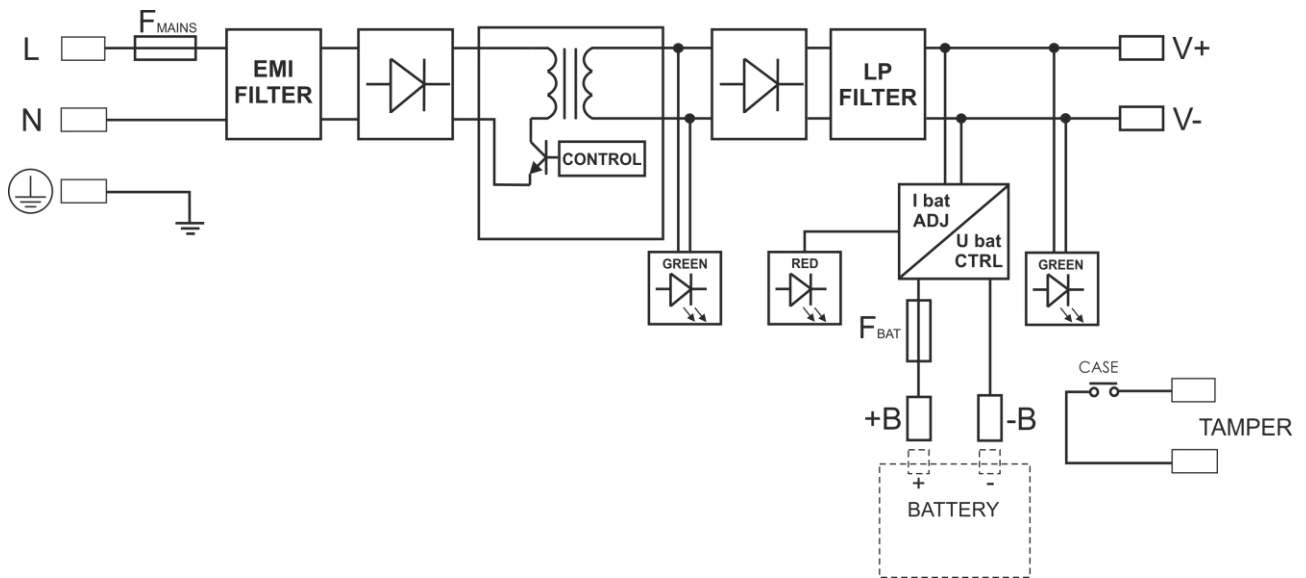 L
F MAINS
EMI
FILTER
LP
FILTER
V+
N
V-
CONTROL
I bat
ADJ
U bat
CTRL
GREEN
RED
GREEN
F BAT
CASE
+B
-B
TAMPER
+
-
BATTERY